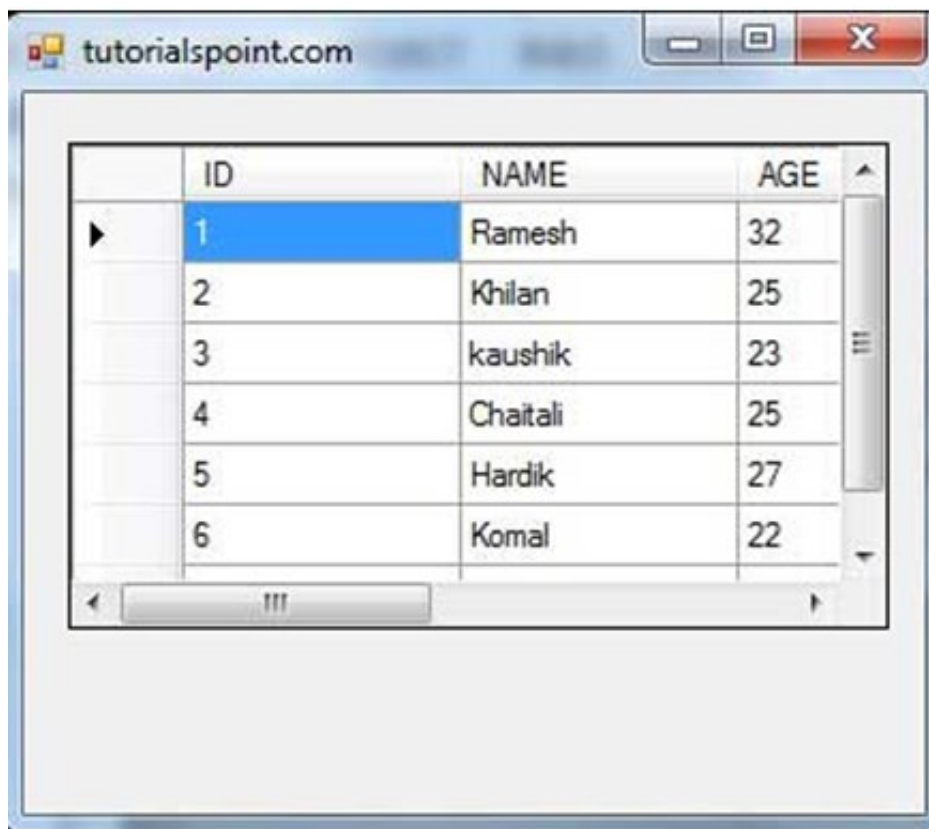 tutorialspoint.com
ID NAME AGE
1 Ramesh 32
2 Khilan 25
3 kaushik 23
4 Chaitali 25
5 Hardik 27
6 Komal 22